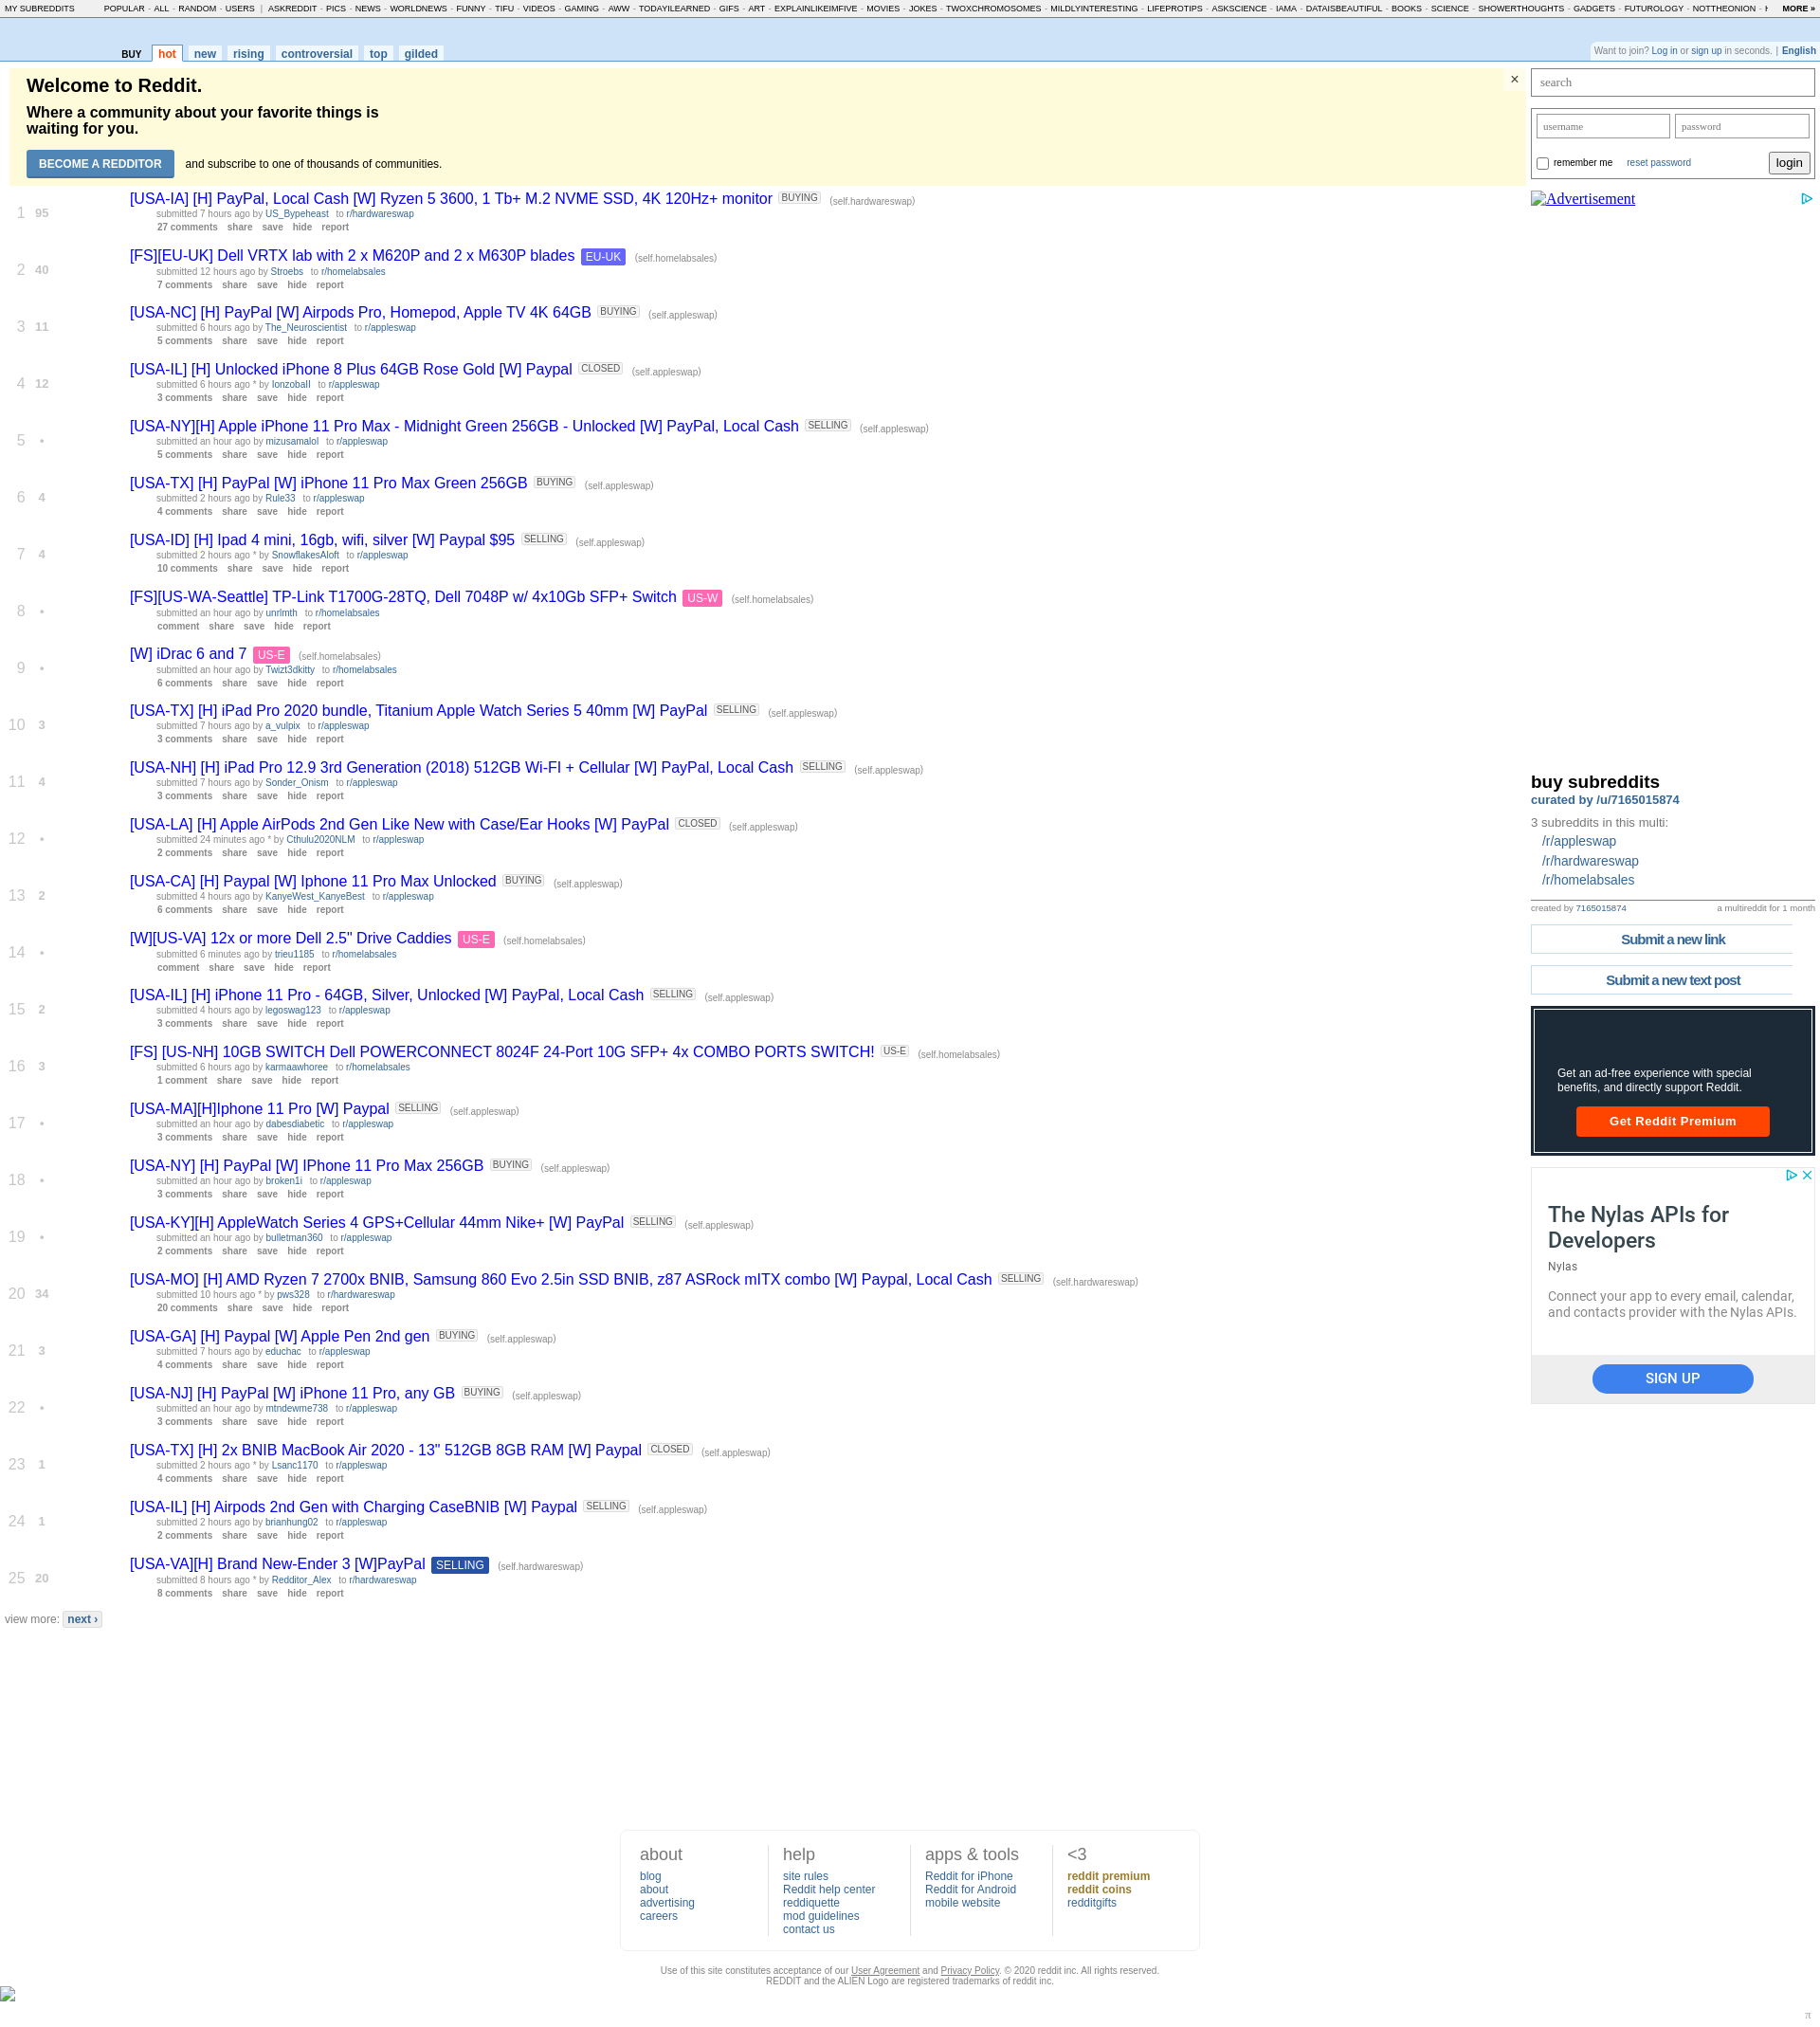 MY SUBREDDITS POPULAR - ALL - RANDOM - USERS | ASKREDDIT - PICS - NEWS - WORLDNEWS - FUNNY - TIFU - VIDEOS - GAMING - AWW - TODAYILEARNED - GIFS - ART - EXPLAINLIKEIMFIVE - MOVIES - JOKES - TWOXCHROMOSOMES - MILDLYINTERESTING - LIFEPROTIPS - ASKSCIENCE - IAMA - DATAISBEAUTIFUL - BOOKS - SCIENCE - SHOWERTHOUGHTS - GADGETS - FUTUROLOGY - NOTTHEONION - MORE »
BUY hot new rising controversial top gilded
Want to join? Log in or sign up in seconds. | English
Welcome to Reddit.
Where a community about your favorite things is
waiting for you.
BECOME A REDDITOR and subscribe to one of thousands of communities.
×
1 95 [USA-IA] [H] PayPal, Local Cash [W] Ryzen 5 3600, 1 Tb+ M.2 NVME SSD, 4K 120Hz+ monitor BUYING (self.hardwareswap)
submitted 7 hours ago by US_Bypeheast to r/hardwareswap
27 comments share save hide report
2 40 [FS][EU-UK] Dell VRTX lab with 2 x M620P and 2 x M630P blades EU-UK (self.homelabsales)
submitted 12 hours ago by Stroebs to r/homelabsales
7 comments share save hide report
3 11 [USA-NC] [H] PayPal [W] Airpods Pro, Homepod, Apple TV 4K 64GB BUYING (self.appleswap)
submitted 6 hours ago by The_Neuroscientist to r/appleswap
5 comments share save hide report
4 12 [USA-IL] [H] Unlocked iPhone 8 Plus 64GB Rose Gold [W] Paypal CLOSED (self.appleswap)
submitted 6 hours ago * by lonzoball to r/appleswap
3 comments share save hide report
5 • [USA-NY][H] Apple iPhone 11 Pro Max - Midnight Green 256GB - Unlocked [W] PayPal, Local Cash SELLING (self.appleswap)
submitted an hour ago by mizusamalol to r/appleswap
5 comments share save hide report
6 4 [USA-TX] [H] PayPal [W] iPhone 11 Pro Max Green 256GB BUYING (self.appleswap)
submitted 2 hours ago by Rule33 to r/appleswap
4 comments share save hide report
7 4 [USA-ID] [H] Ipad 4 mini, 16gb, wifi, silver [W] Paypal $95 SELLING (self.appleswap)
submitted 2 hours ago * by SnowflakesAloft to r/appleswap
10 comments share save hide report
8 • [FS][US-WA-Seattle] TP-Link T1700G-28TQ, Dell 7048P w/ 4x10Gb SFP+ Switch US-W (self.homelabsales)
submitted an hour ago by unrlmth to r/homelabsales
comment share save hide report
9 • [W] iDrac 6 and 7 US-E (self.homelabsales)
submitted an hour ago by Twizt3dkitty to r/homelabsales
6 comments share save hide report
10 3 [USA-TX] [H] iPad Pro 2020 bundle, Titanium Apple Watch Series 5 40mm [W] PayPal SELLING (self.appleswap)
submitted 7 hours ago by a_vulpix to r/appleswap
3 comments share save hide report
11 4 [USA-NH] [H] iPad Pro 12.9 3rd Generation (2018) 512GB Wi-FI + Cellular [W] PayPal, Local Cash SELLING (self.appleswap)
submitted 7 hours ago by Sonder_Onism to r/appleswap
3 comments share save hide report
12 • [USA-LA] [H] Apple AirPods 2nd Gen Like New with Case/Ear Hooks [W] PayPal CLOSED (self.appleswap)
submitted 24 minutes ago * by Cthulu2020NLM to r/appleswap
2 comments share save hide report
13 2 [USA-CA] [H] Paypal [W] Iphone 11 Pro Max Unlocked BUYING (self.appleswap)
submitted 4 hours ago by KanyeWest_KanyeBest to r/appleswap
6 comments share save hide report
14 • [W][US-VA] 12x or more Dell 2.5" Drive Caddies US-E (self.homelabsales)
submitted 6 minutes ago by trieu1185 to r/homelabsales
comment share save hide report
15 2 [USA-IL] [H] iPhone 11 Pro - 64GB, Silver, Unlocked [W] PayPal, Local Cash SELLING (self.appleswap)
submitted 4 hours ago by legoswag123 to r/appleswap
3 comments share save hide report
16 3 [FS] [US-NH] 10GB SWITCH Dell POWERCONNECT 8024F 24-Port 10G SFP+ 4x COMBO PORTS SWITCH! US-E (self.homelabsales)
submitted 6 hours ago by karmaawhoree to r/homelabsales
1 comment share save hide report
17 • [USA-MA][H]Iphone 11 Pro [W] Paypal SELLING (self.appleswap)
submitted an hour ago by dabesdiabetic to r/appleswap
3 comments share save hide report
18 • [USA-NY] [H] PayPal [W] IPhone 11 Pro Max 256GB BUYING (self.appleswap)
submitted an hour ago by broken1i to r/appleswap
3 comments share save hide report
19 • [USA-KY][H] AppleWatch Series 4 GPS+Cellular 44mm Nike+ [W] PayPal SELLING (self.appleswap)
submitted an hour ago by bulletman360 to r/appleswap
2 comments share save hide report
20 34 [USA-MO] [H] AMD Ryzen 7 2700x BNIB, Samsung 860 Evo 2.5in SSD BNIB, z87 ASRock mITX combo [W] Paypal, Local Cash SELLING (self.hardwareswap)
submitted 10 hours ago * by pws328 to r/hardwareswap
20 comments share save hide report
21 3 [USA-GA] [H] Paypal [W] Apple Pen 2nd gen BUYING (self.appleswap)
submitted 7 hours ago by educhac to r/appleswap
4 comments share save hide report
22 • [USA-NJ] [H] PayPal [W] iPhone 11 Pro, any GB BUYING (self.appleswap)
submitted an hour ago by mtndewme738 to r/appleswap
3 comments share save hide report
23 1 [USA-TX] [H] 2x BNIB MacBook Air 2020 - 13" 512GB 8GB RAM [W] Paypal CLOSED (self.appleswap)
submitted 2 hours ago * by Lsanc1170 to r/appleswap
4 comments share save hide report
24 1 [USA-IL] [H] Airpods 2nd Gen with Charging CaseBNIB [W] Paypal SELLING (self.appleswap)
submitted 2 hours ago by brianhung02 to r/appleswap
2 comments share save hide report
25 20 [USA-VA][H] Brand New-Ender 3 [W]PayPal SELLING (self.hardwareswap)
submitted 8 hours ago * by Redditor_Alex to r/hardwareswap
8 comments share save hide report
view more: next ›
search
username password
remember me reset password login
Advertisement
buy subreddits
curated by /u/7165015874
3 subreddits in this multi:
/r/appleswap
/r/hardwareswap
/r/homelabsales
created by 7165015874 a multireddit for 1 month
Submit a new link
Submit a new text post
Get an ad-free experience with special
benefits, and directly support Reddit.
Get Reddit Premium
The Nylas APIs for
Developers
Nylas
Connect your app to every email, calendar,
and contacts provider with the Nylas APIs.
SIGN UP
about
blog
about
advertising
careers
help
site rules
Reddit help center
reddiquette
mod guidelines
contact us
apps & tools
Reddit for iPhone
Reddit for Android
mobile website
<3
reddit premium
reddit coins
redditgifts
Use of this site constitutes acceptance of our User Agreement and Privacy Policy. © 2020 reddit inc. All rights reserved.
REDDIT and the ALIEN Logo are registered trademarks of reddit inc.
π